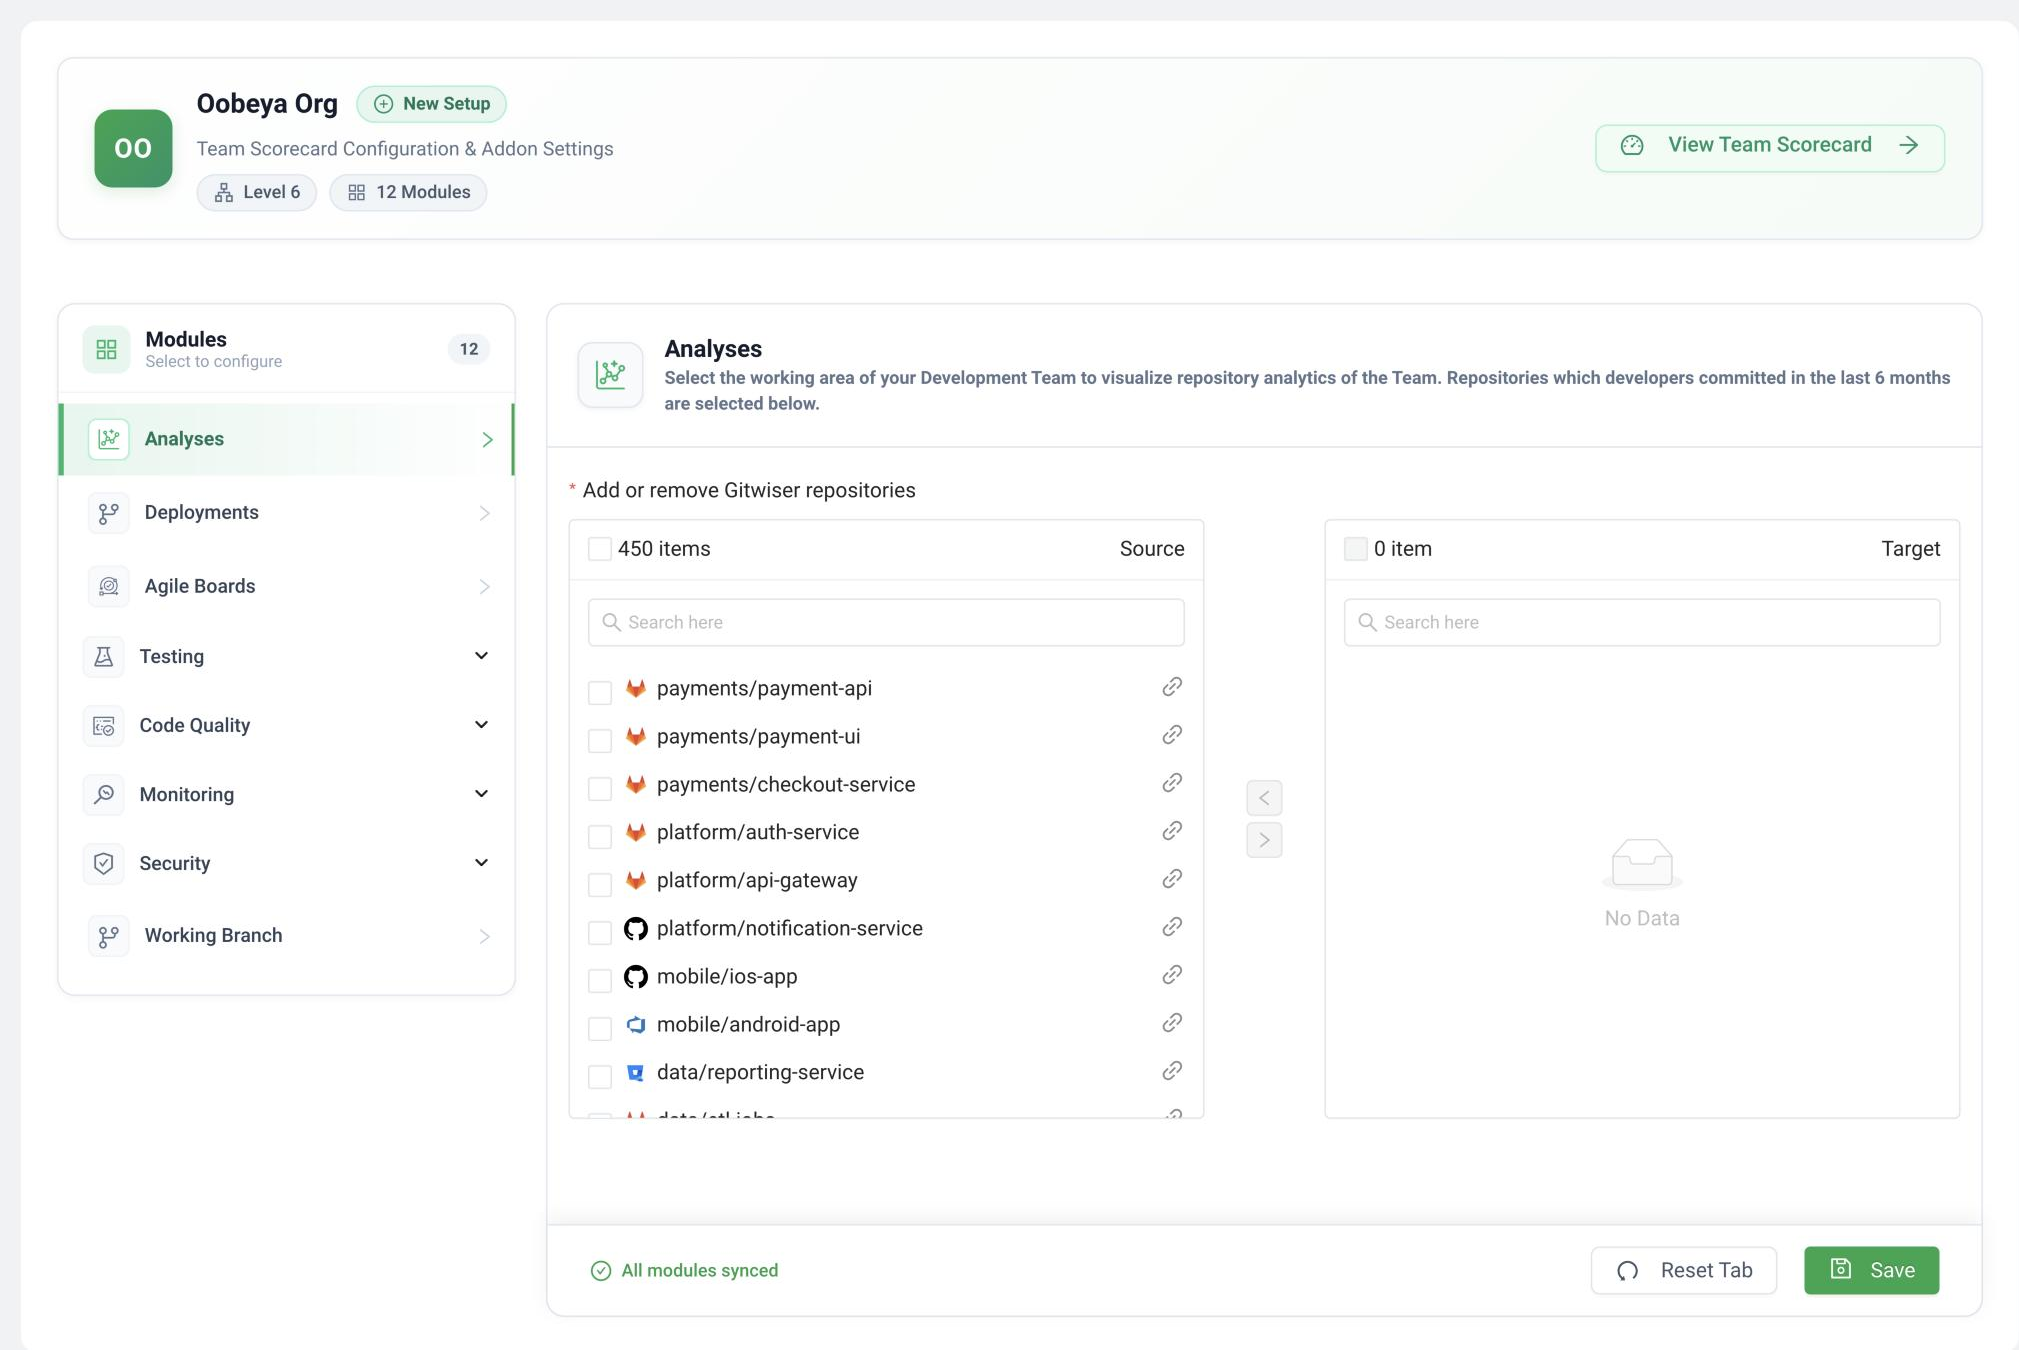 OO
Oobeya Org
New Setup
Team Scorecard Configuration & Addon Settings
Level 6
12 Modules
View Team Scorecard
Modules
Select to configure
12
Analyses
Deployments
Agile Boards
Testing
Code Quality
Monitoring
Security
Working Branch
Analyses
Select the working area of your Development Team to visualize repository analytics of the Team. Repositories which developers committed in the last 6 months
are selected below.
* Add or remove Gitwiser repositories
450 items
Source
Search here
payments/payment-api
payments/payment-ui
payments/checkout-service
platform/auth-service
platform/api-gateway
platform/notification-service
mobile/ios-app
mobile/android-app
data/reporting-service
0 item
Target
Search here
No Data
All modules synced
Reset Tab
Save